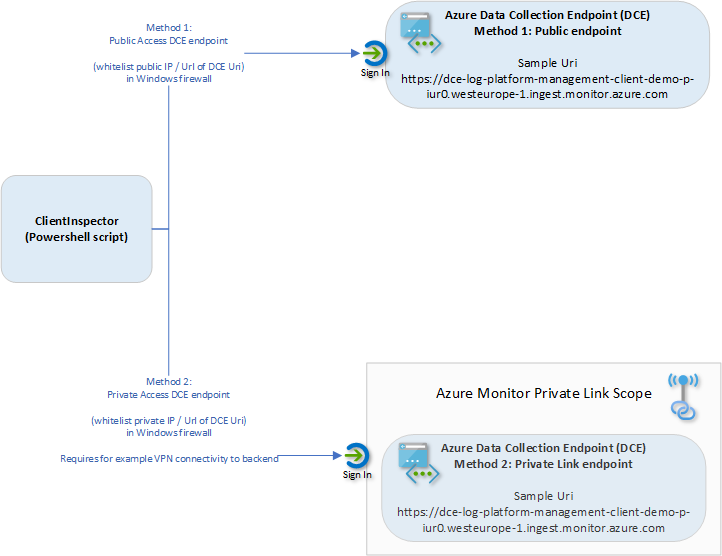 Method 1:
Public Access DCE endpoint
(whitelist public IP / Url of DCE Uri)
in Windows firewall
Sign In
Azure Data Collection Endpoint (DCE)
Method 1: Public endpoint
Sample Uri
https://dce-log-platform-management-client-demo-p-
iur0.westeurope-1.ingest.monitor.azure.com
ClientInspector
(Powershell script)
Method 2:
Private Access DCE endpoint
(whitelist private IP / Url of DCE Uri)
in Windows firewall
Requires for example VPN connectivity to backend
Sign In
Azure Monitor Private Link Scope
Azure Data Collection Endpoint (DCE)
Method 2: Private Link endpoint
Sample Uri
https://dce-log-platform-management-client-demo-p-
iur0.westeurope-1.ingest.monitor.azure.com